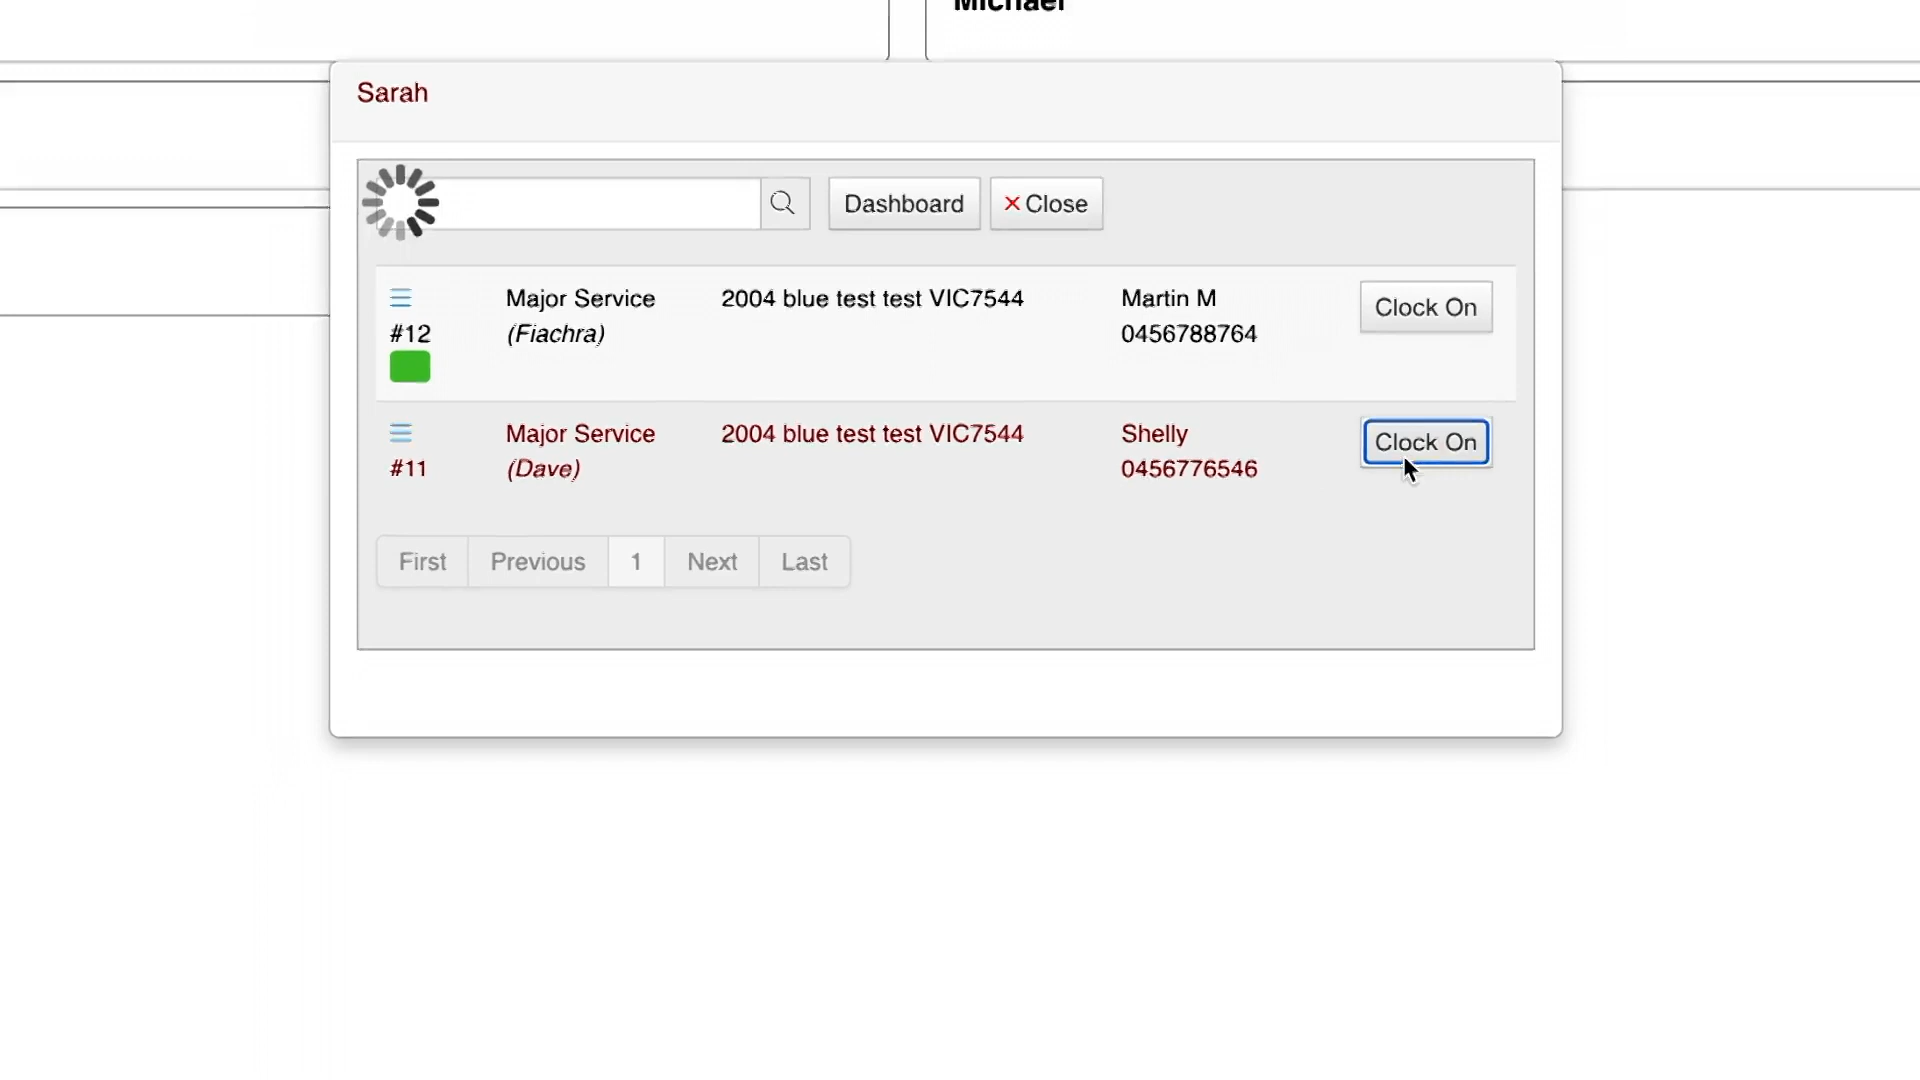 Michael
Sarah
Dashboard
× Close
Major Service 2004 blue test test VIC7544 Martin M Clock On
#12 (Fiachra) 0456788764
Major Service 2004 blue test test VIC7544 Shelly Clock On
#11 (Dave) 0456776546
First Previous 1 Next Last